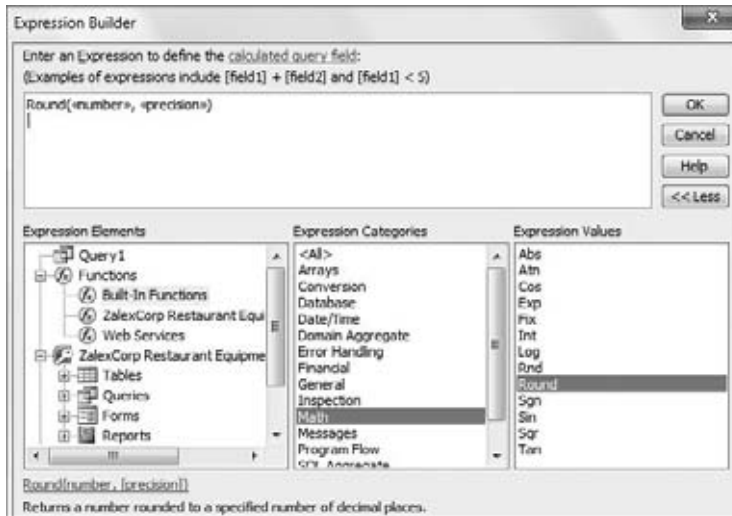 Expression Builder
Enter an Expression to define the calculated query field:
(Examples of expressions include [field1] + [field2] and [field1] < 5)
Round(«number», «precision»)
OK
Cancel
Help
<< Less
Expression Elements
Query1
Functions
Built-In Functions
ZalexCorp Restaurant Equi
Web Services
ZalexCorp Restaurant Equipme
Tables
Queries
Forms
Reports
Expression Categories
<All>
Arrays
Conversion
Database
Date/Time
Domain Aggregate
Error Handling
Financial
General
Inspection
Math
Messages
Program Flow
SQL Aggregate
Expression Values
Abs
Atn
Cos
Exp
Fix
Int
Log
Rnd
Round
Sgn
Sin
Sqr
Tan
Round(number, [precision])
Returns a number rounded to a specified number of decimal places.